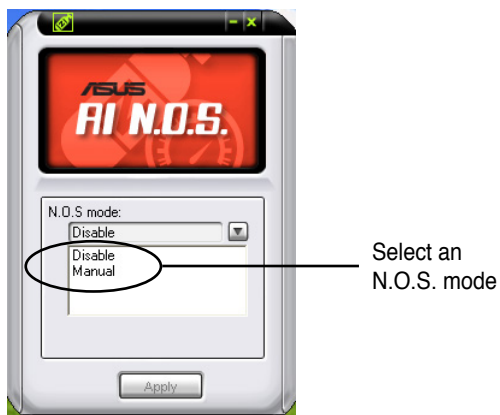 ASUS
AI N.O.S.
N.O.S mode:
Disable
Disable
Manual
Select an
N.O.S. mode
Apply